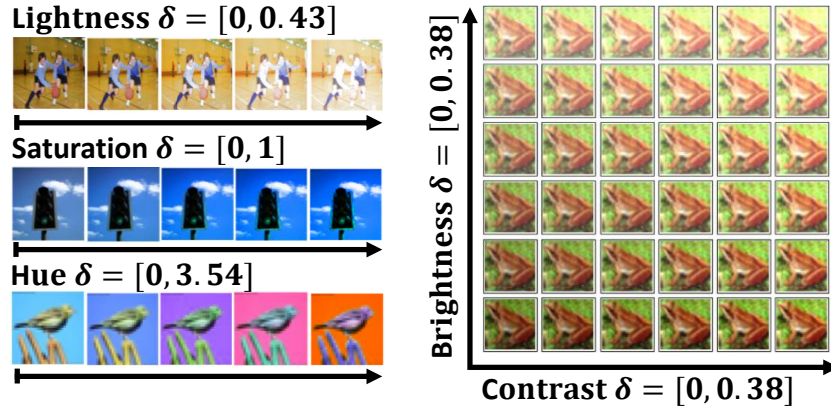 Lightness δ = [0, 0.43]
Saturation δ = [0, 1]
Hue δ = [0, 3.54]
Brightness δ = [0, 0.38]
Contrast δ = [0, 0.38]